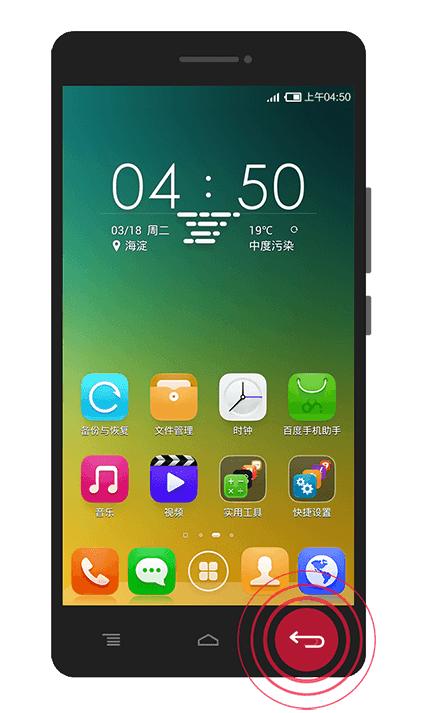 上午04:50
04:50
03/18 周二
19℃
海淀
中度污染
备份与恢复
文件管理
时钟
百度手机助手
音乐
视频
实用工具
快捷设置